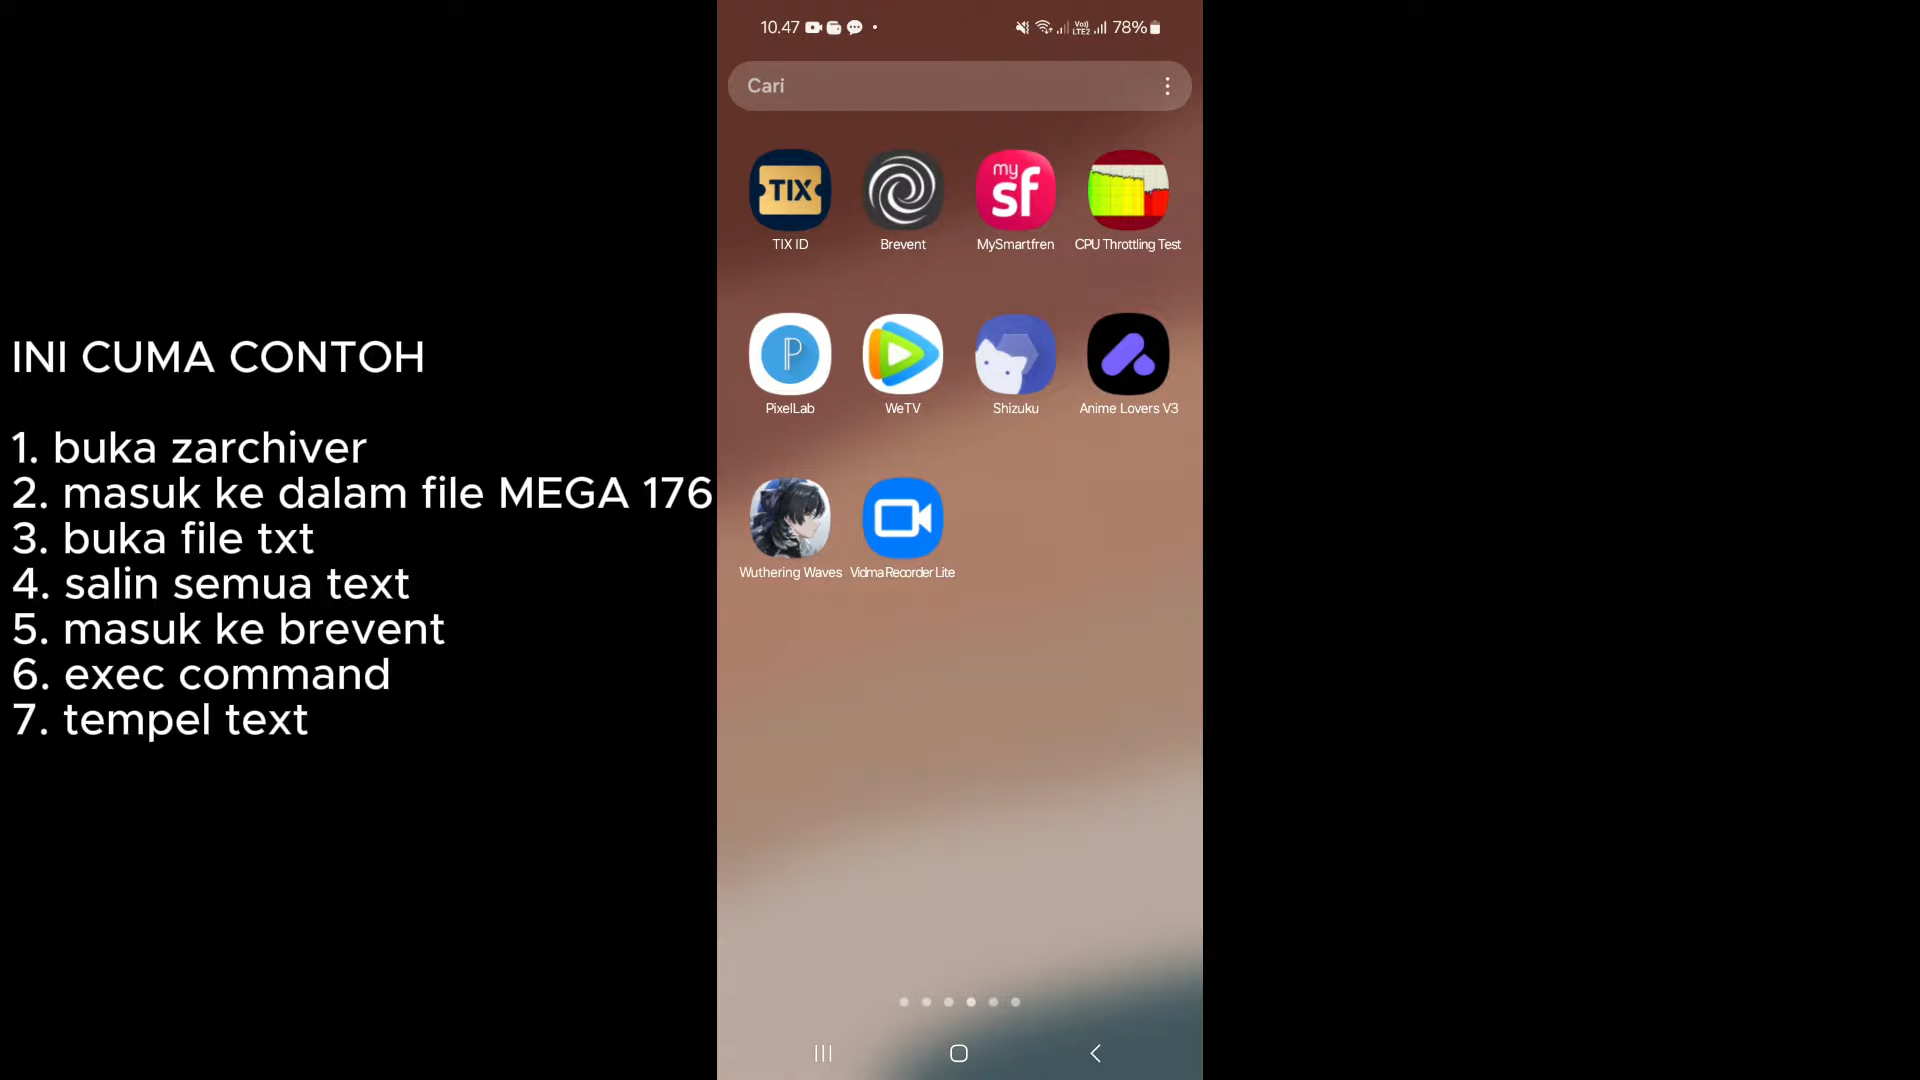 INI CUMA CONTOH
1. buka zarchiver
2. masuk ke dalam file MEGA 176
3. buka file txt
4. salin semua text
5. masuk ke brevent
6. exec command
7. tempel text
10.47
Vo)) LTE2 78%
Cari
TIX
my sf
TIX ID
Brevent
MySmartfren
CPU Throttling Test
P
PixelLab
WeTV
Shizuku
Anime Lovers V3
Wuthering Waves
Vidma Recorder Lite